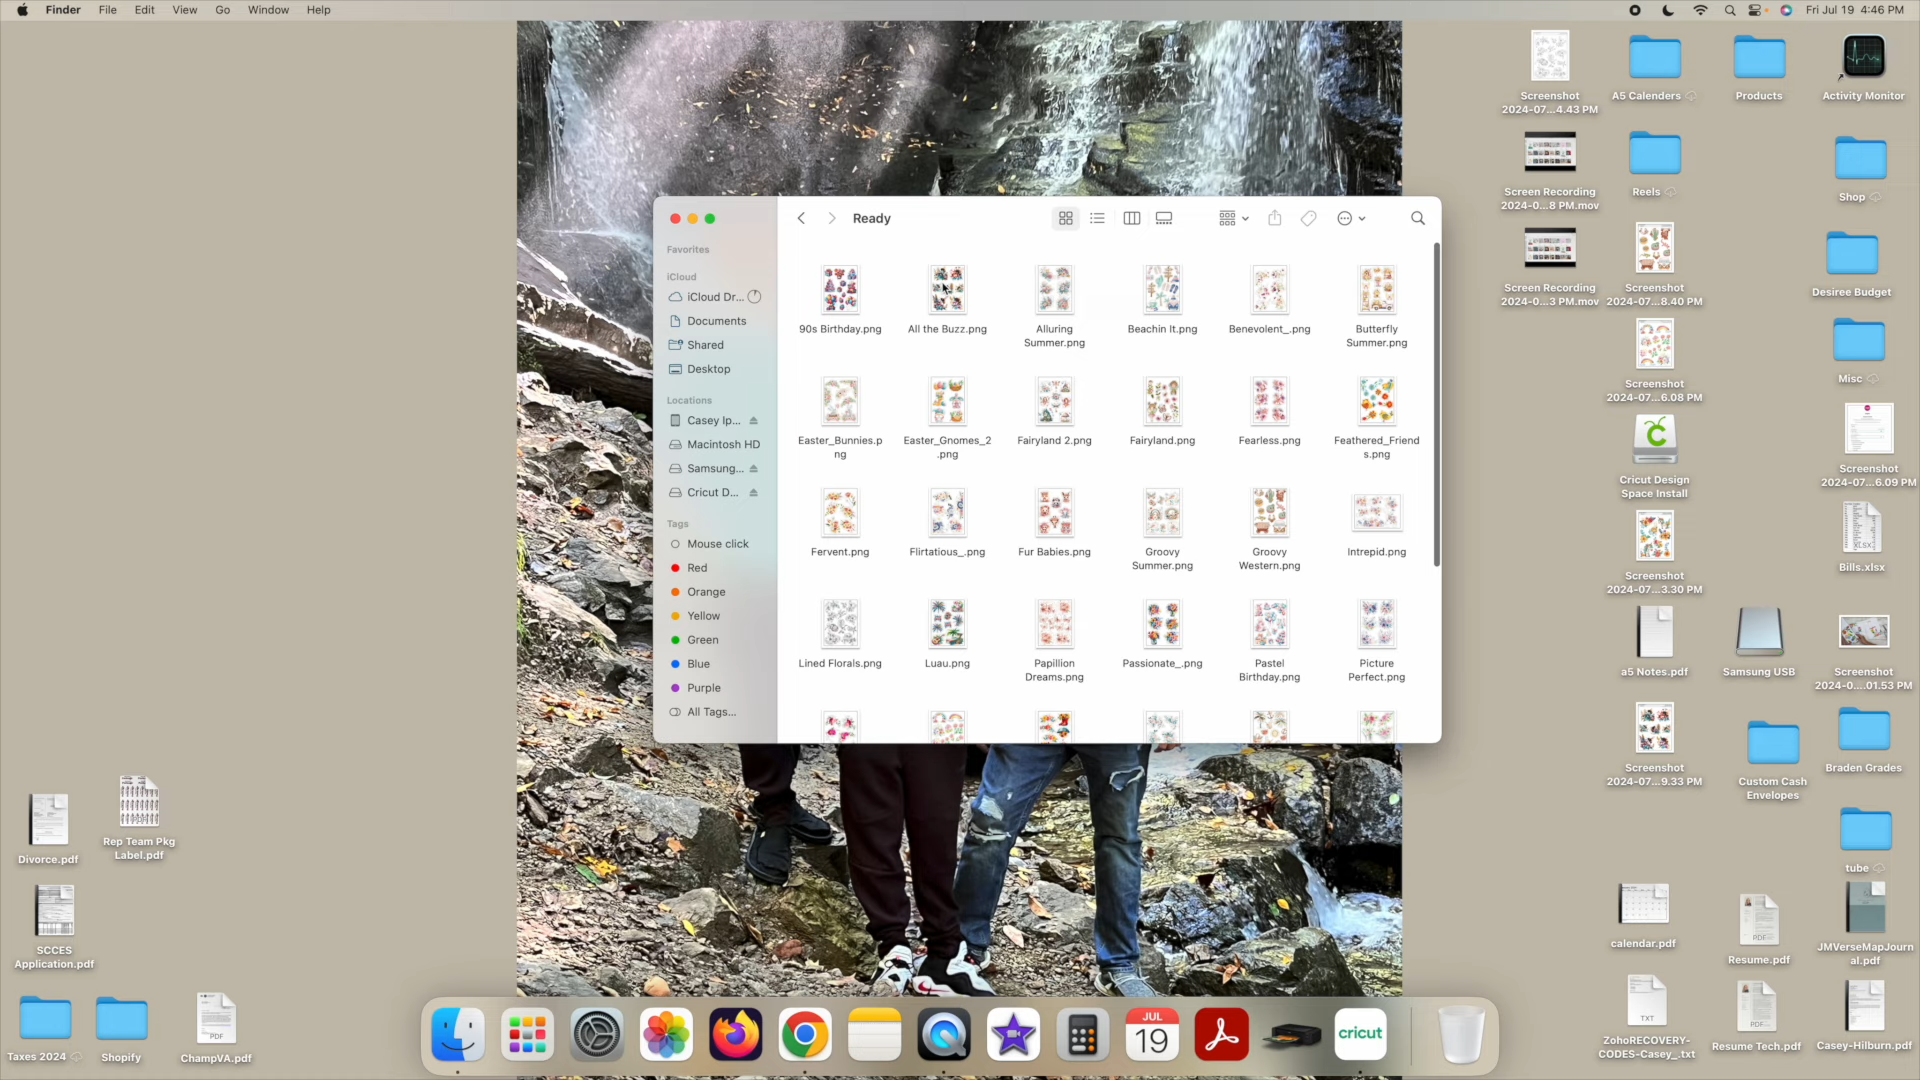 Finder File Edit View Go Window Help
Fri Jul 19 4:46 PM
Ready
Favorites
iCloud
iCloud Dr...
Documents
Shared
Desktop
Locations
Casey Ip...
Macintosh HD
Samsung...
Cricut D...
Tags
Mouse click
Red
Orange
Yellow
Green
Blue
Purple
All Tags...
90s Birthday.png
All the Buzz.png
Alluring
Summer.png
Beachin It.png
Benevolent_.png
Butterfly
Summer.png
Easter_Bunnies.p
ng
Easter_Gnomes_2
.png
Fairyland 2.png
Fairyland.png
Fearless.png
Feathered_Friend
s.png
Fervent.png
Flirtatious_.png
Fur Babies.png
Groovy
Summer.png
Groovy
Western.png
Intrepid.png
Lined Florals.png
Luau.png
Papillion
Dreams.png
Passionate_.png
Pastel
Birthday.png
Picture
Perfect.png
Screenshot
2024-07...4.43 PM
A5 Calenders
Products
Activity Monitor
Screen Recording
2024-0...8 PM.mov
Reels
Shop
Screen Recording
2024-0...3 PM.mov
Screenshot
2024-07...8.40 PM
Desiree Budget
Screenshot
2024-07...6.08 PM
Misc
Cricut Design
Space Install
Screenshot
2024-07...6.09 PM
Screenshot
2024-07...3.30 PM
XLSX
Bills.xlsx
a5 Notes.pdf
Samsung USB
Screenshot
2024-0....01.53 PM
Screenshot
2024-07...9.33 PM
Custom Cash
Envelopes
Braden Grades
tube
calendar.pdf
PDF
Resume.pdf
JMVerseMapJourn
al.pdf
TXT
ZohoRECOVERY-
CODES-Casey_.txt
PDF
Resume Tech.pdf
Casey-Hilburn.pdf
Divorce.pdf
Rep Team Pkg
Label.pdf
SCCES
Application.pdf
Taxes 2024
Shopify
PDF
ChampVA.pdf
JUL
19
cricut